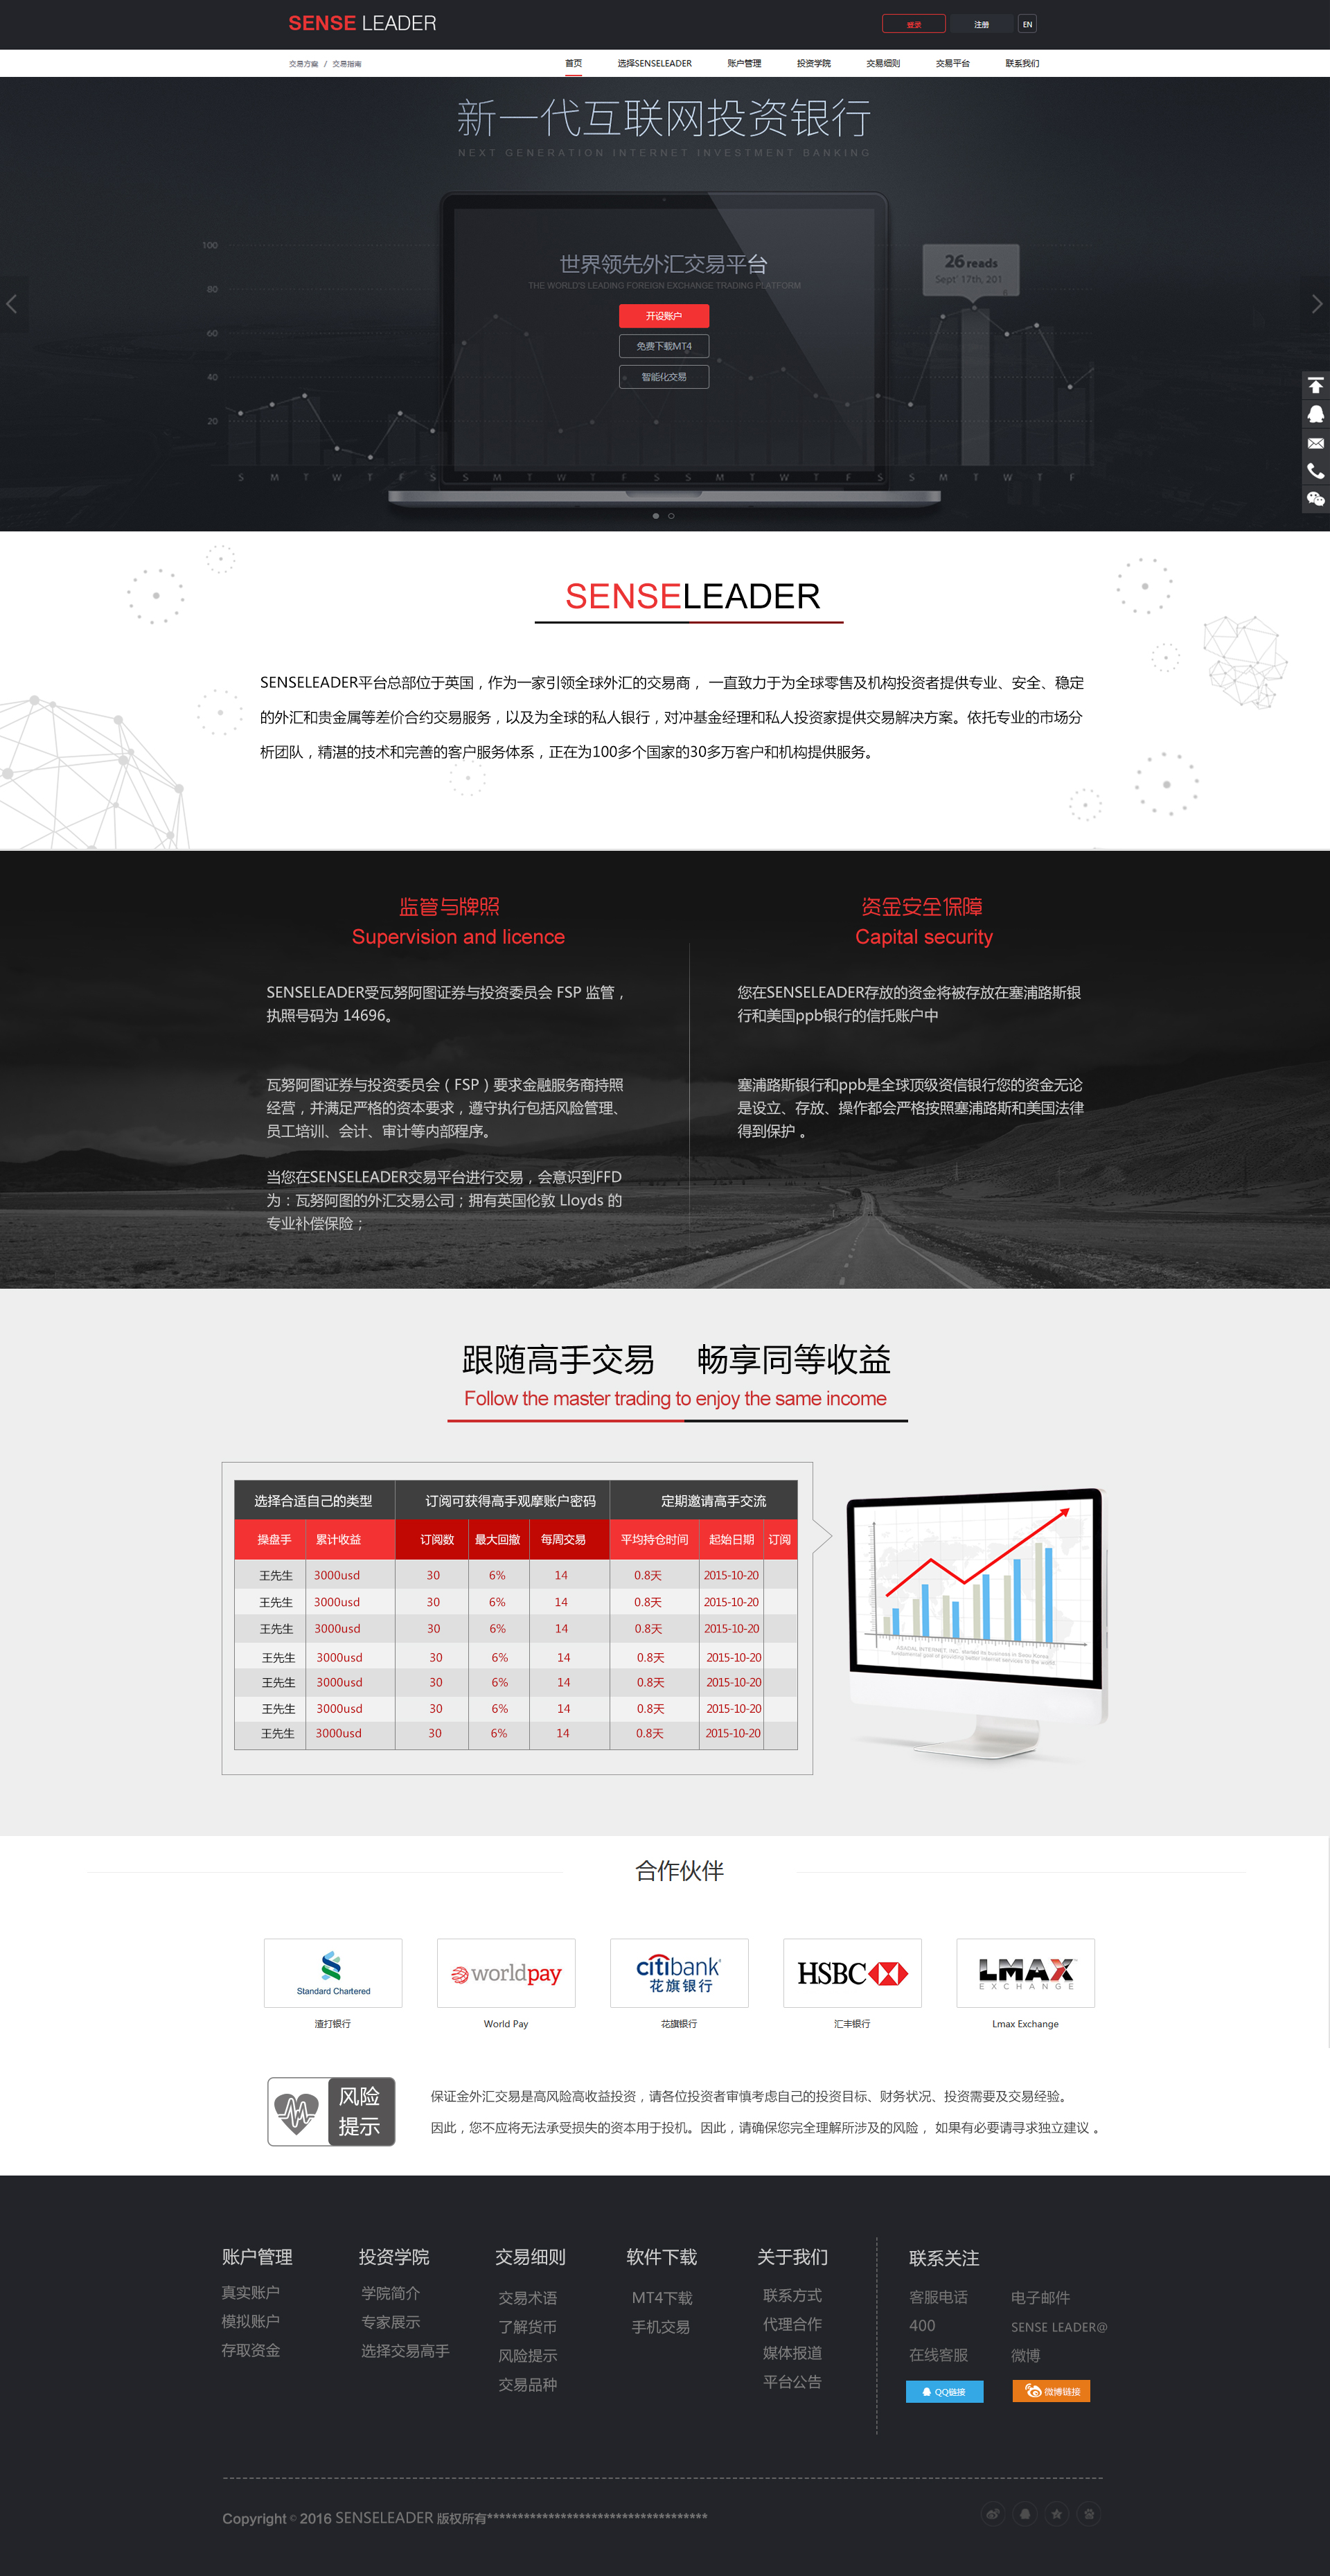 SENSE LEADER
登录 注册 EN
交易方案 / 交易指南
首页 选择SENSELEADER 账户管理 投资学院 交易细则 交易平台 联系我们
新一代互联网投资银行
NEXT GENERATION INTERNET INVESTMENT BANKING
世界领先外汇交易平台
THE WORLD'S LEADING FOREIGN EXCHANGE TRADING PLATFORM
开设账户
免费下载MT4
智能化交易
26 reads
Sept' 17th, 201
6
100
80
60
40
20
S M T W T F S S M T W T F S S M T W T F S S M T W T F
SENSELEADER
SENSELEADER平台总部位于英国，作为一家引领全球外汇的交易商， 一直致力于为全球零售及机构投资者提供专业、安全、稳定
的外汇和贵金属等差价合约交易服务，以及为全球的私人银行，对冲基金经理和私人投资家提供交易解决方案。依托专业的市场分
析团队，精湛的技术和完善的客户服务体系，正在为100多个国家的30多万客户和机构提供服务。
监管与牌照
Supervision and licence
SENSELEADER受瓦努阿图证券与投资委员会 FSP 监管，
执照号码为 14696。
瓦努阿图证券与投资委员会（FSP）要求金融服务商持照
经营，并满足严格的资本要求，遵守执行包括风险管理、
员工培训、会计、审计等内部程序。
当您在SENSELEADER交易平台进行交易，会意识到FFD
为：瓦努阿图的外汇交易公司；拥有英国伦敦 Lloyds 的
专业补偿保险；
资金安全保障
Capital security
您在SENSELEADER存放的资金将被存放在塞浦路斯银
行和美国ppb银行的信托账户中
塞浦路斯银行和ppb是全球顶级资信银行您的资金无论
是设立、存放、操作都会严格按照塞浦路斯和美国法律
得到保护 。
跟随高手交易 畅享同等收益
Follow the master trading to enjoy the same income
选择合适自己的类型 订阅可获得高手观摩账户密码 定期邀请高手交流
操盘手 累计收益 订阅数 最大回撤 每周交易 平均持仓时间 起始日期 订阅
王先生 3000usd 30 6% 14 0.8天 2015-10-20
王先生 3000usd 30 6% 14 0.8天 2015-10-20
王先生 3000usd 30 6% 14 0.8天 2015-10-20
王先生 3000usd 30 6% 14 0.8天 2015-10-20
王先生 3000usd 30 6% 14 0.8天 2015-10-20
王先生 3000usd 30 6% 14 0.8天 2015-10-20
王先生 3000usd 30 6% 14 0.8天 2015-10-20
合作伙伴
Standard Chartered
worldpay
citibank
花旗银行
HSBC
LMAX
EXCHANGE
渣打银行 World Pay 花旗银行 汇丰银行 Lmax Exchange
风险
提示
保证金外汇交易是高风险高收益投资，请各位投资者审慎考虑自己的投资目标、财务状况、投资需要及交易经验。
因此，您不应将无法承受损失的资本用于投机。因此，请确保您完全理解所涉及的风险， 如果有必要请寻求独立建议 。
账户管理
真实账户
模拟账户
存取资金
投资学院
学院简介
专家展示
选择交易高手
交易细则
交易术语
了解货币
风险提示
交易品种
软件下载
MT4下载
手机交易
关于我们
联系方式
代理合作
媒体报道
平台公告
联系关注
客服电话 电子邮件
400 SENSE LEADER@
在线客服 微博
QQ链接 微博链接
Copyright © 2016 SENSELEADER 版权所有************************************